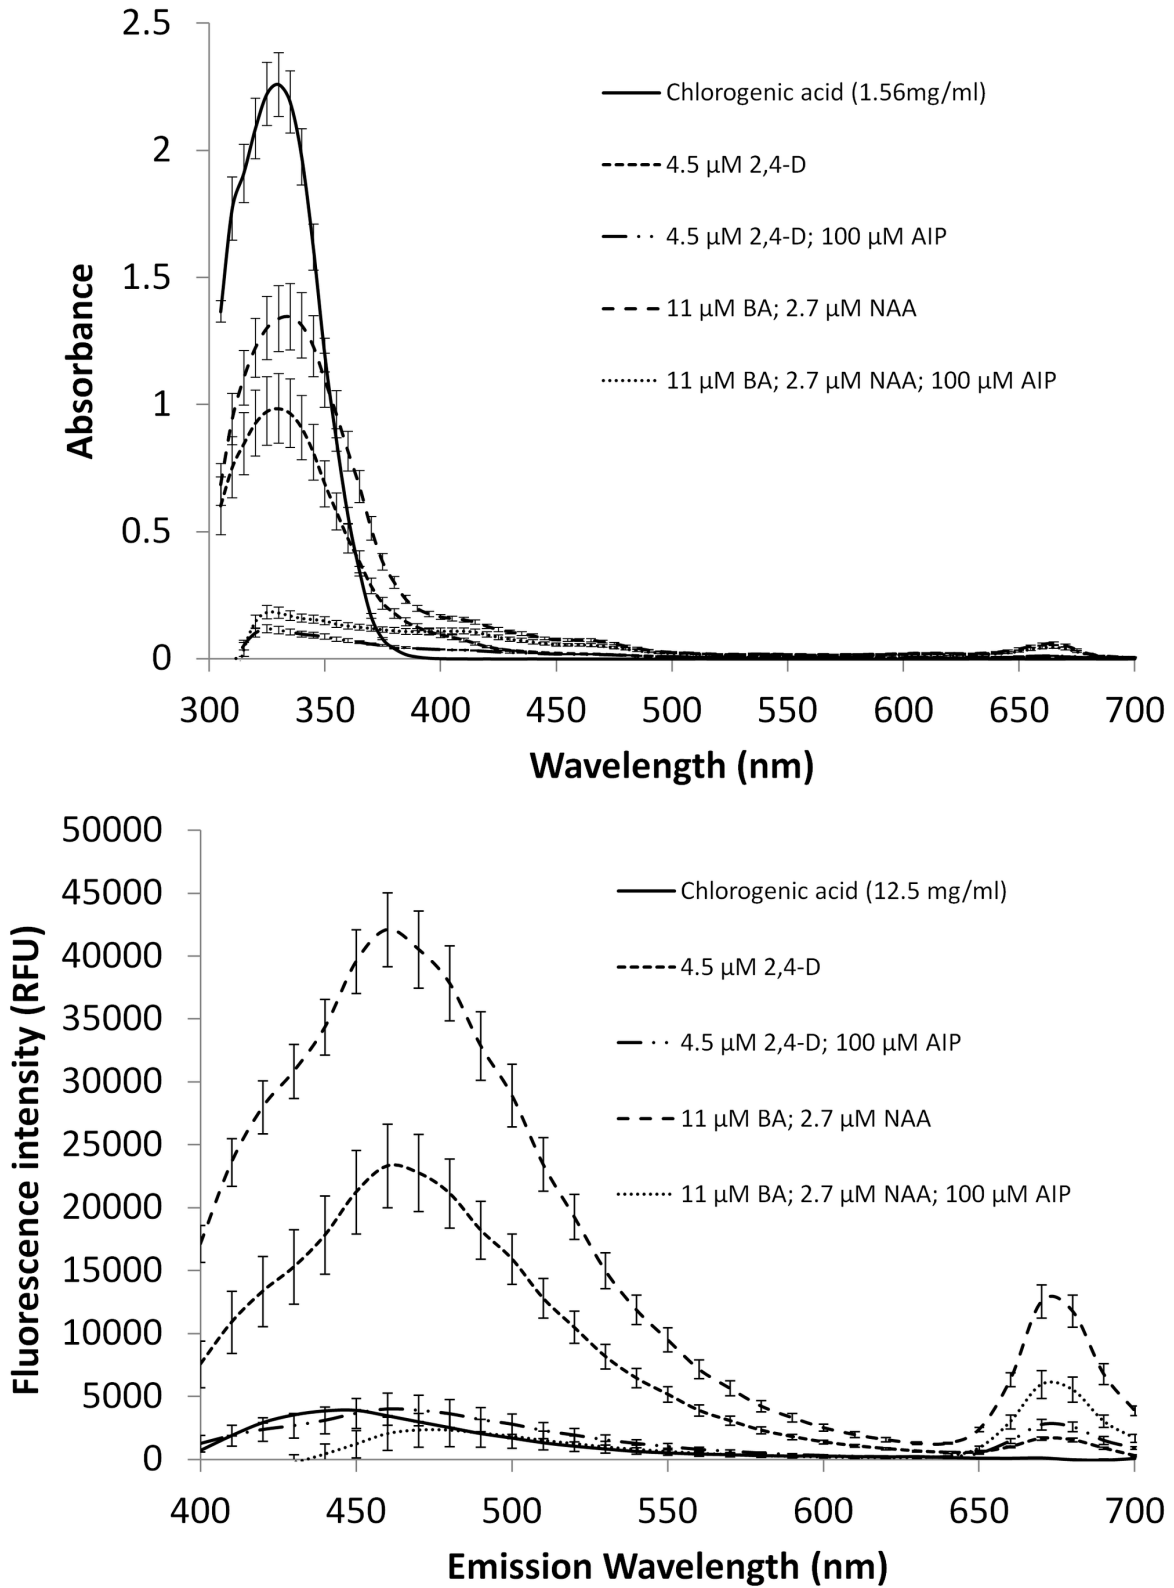 2.5
2
1.5
1
0.5
0
Absorbance
Chlorogenic acid (1.56mg/ml)
4.5 µM 2,4-D
4.5 µM 2,4-D; 100 µM AIP
11 µM BA; 2.7 µM NAA
11 µM BA; 2.7 µM NAA; 100 µM AIP
300 350 400 450 500 550 600 650 700
Wavelength (nm)
50000
45000
40000
35000
30000
25000
20000
15000
10000
5000
0
Fluorescence intensity (RFU)
Chlorogenic acid (12.5 mg/ml)
4.5 µM 2,4-D
4.5 µM 2,4-D; 100 µM AIP
11 µM BA; 2.7 µM NAA
11 µM BA; 2.7 µM NAA; 100 µM AIP
400 450 500 550 600 650 700
Emission Wavelength (nm)